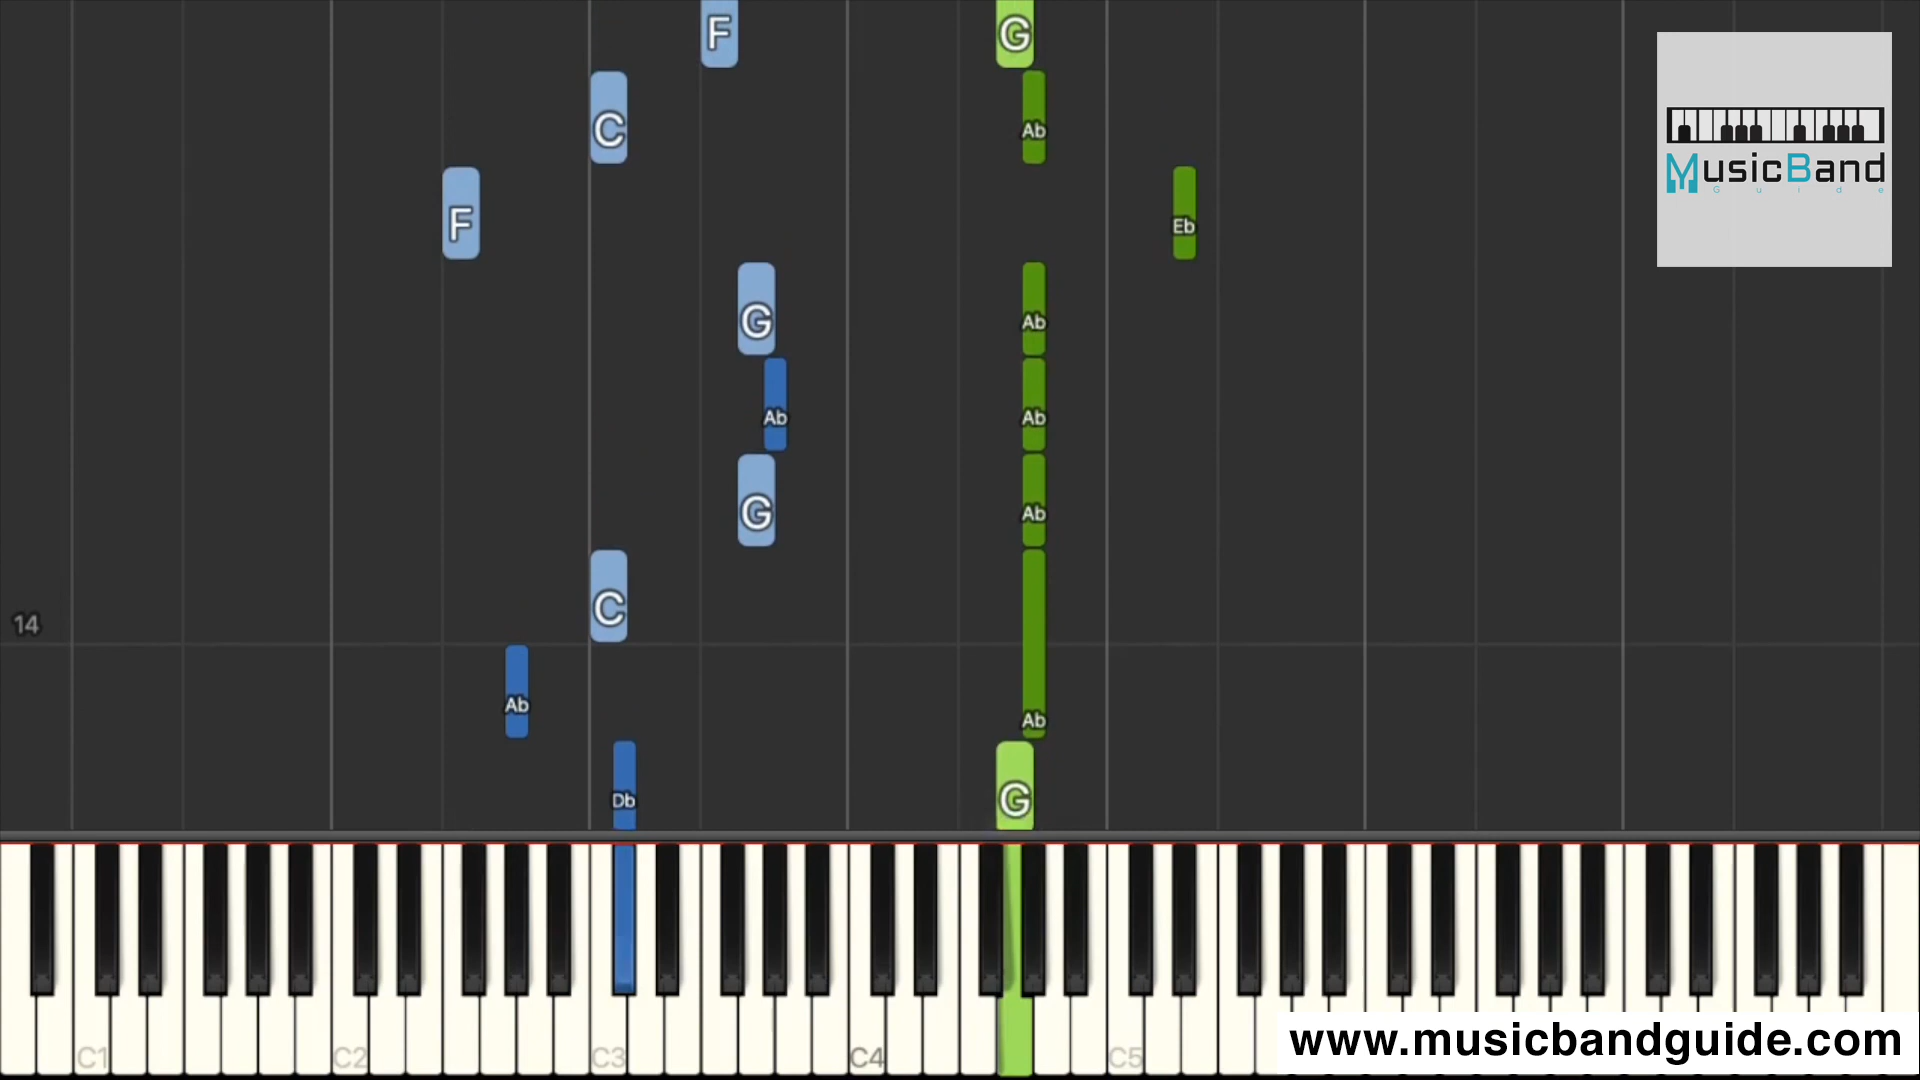 F G
C Ab
MusicBand
Guide
F Eb
G Ab
Ab Ab
G Ab
C
14
Ab Ab
Db G
C1 C2 C3 C4 C5
www.musicbandguide.com